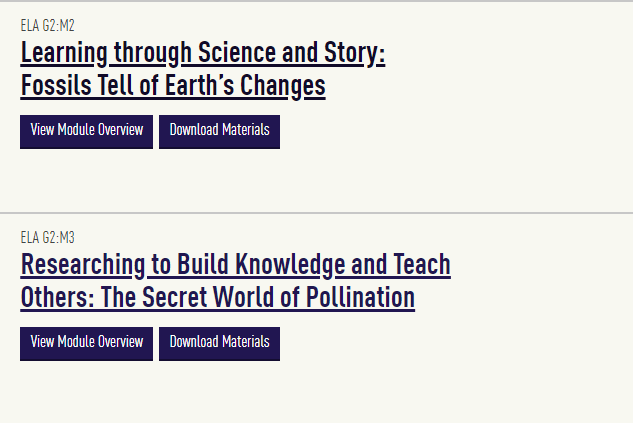 ELA G2:M2
Learning through Science and Story:
Fossils Tell of Earth's Changes
View Module Overview Download Materials
ELA G2:M3
Researching to Build Knowledge and Teach
Others: The Secret World of Pollination
View Module Overview Download Materials